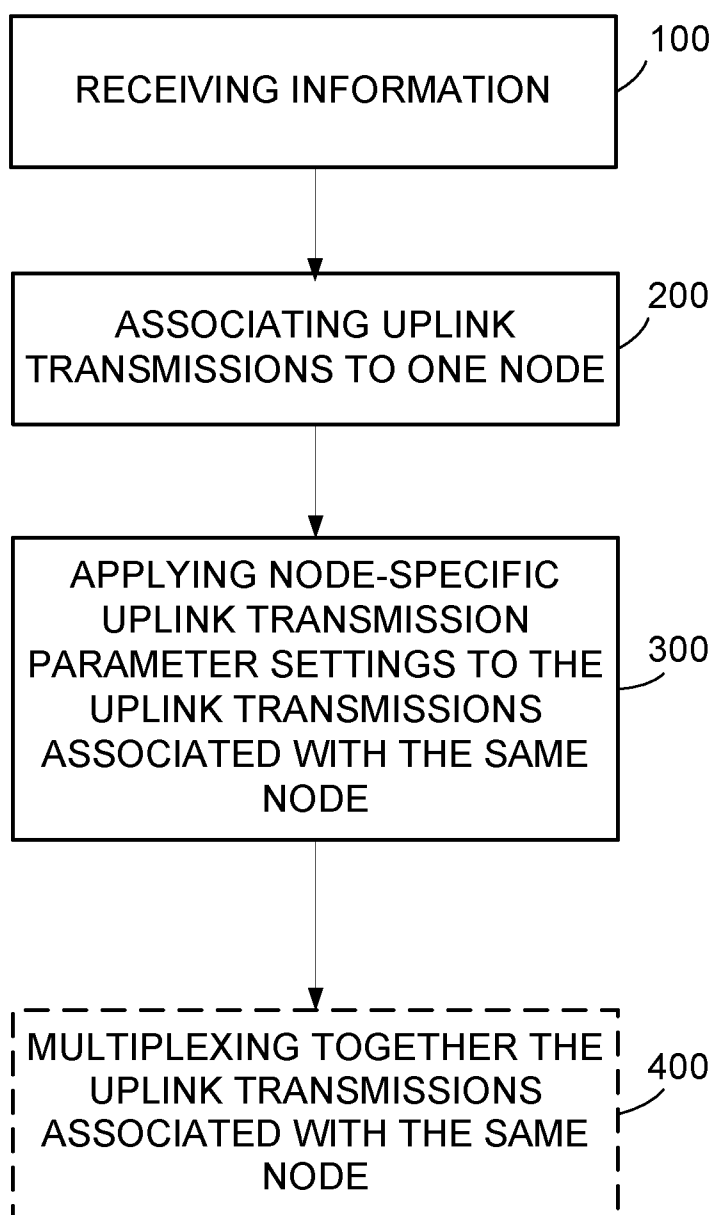 100
RECEIVING INFORMATION
200
ASSOCIATING UPLINK
TRANSMISSIONS TO ONE NODE
300
APPLYING NODE-SPECIFIC
UPLINK TRANSMISSION
PARAMETER SETTINGS TO THE
UPLINK TRANSMISSIONS
ASSOCIATED WITH THE SAME
NODE
400
MULTIPLEXING TOGETHER THE
UPLINK TRANSMISSIONS
ASSOCIATED WITH THE SAME
NODE